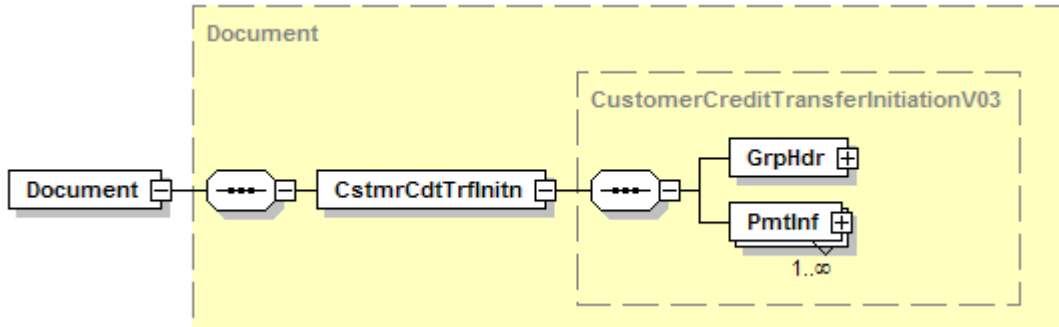 Document
CustomerCreditTransferInitiationV03
GrpHdr
Document
CstmrCdtTrfInitn
PmtInf
1..∞